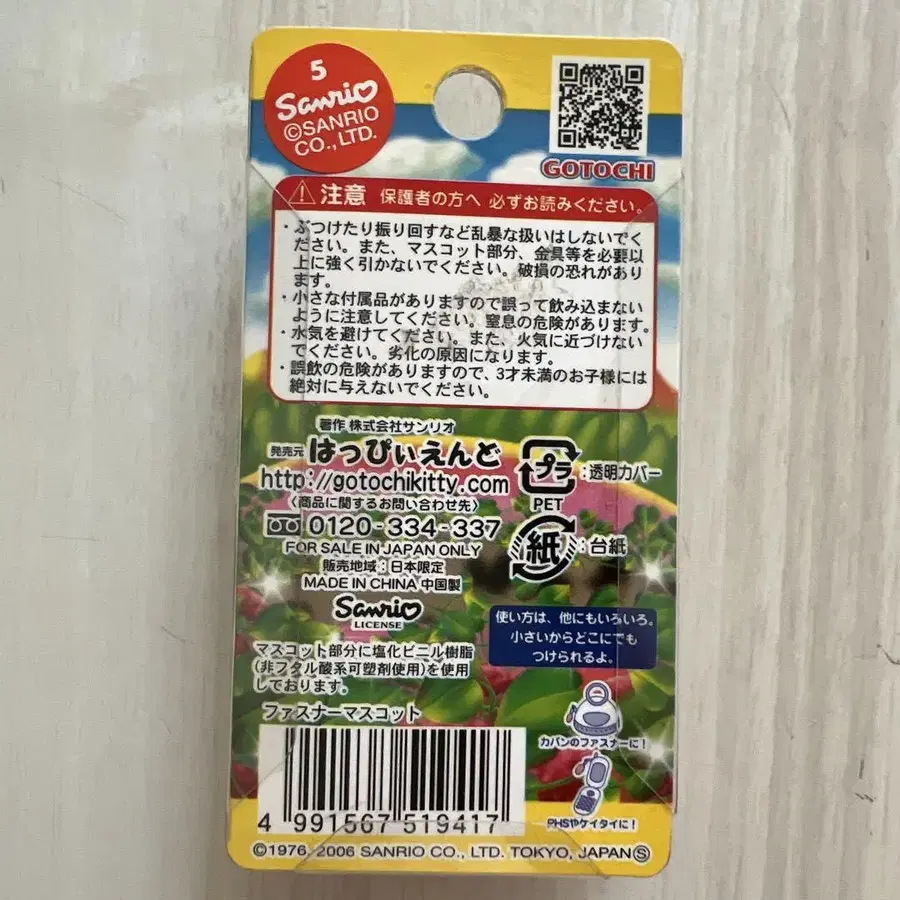 5
Sanrio
©SANRIO
CO.,LTD.
GOTOCHI
注意 保護者の方へ 必ずお読みください。
・ぶつけたり振り回すなど乱暴な扱いはしないでく
ださい。また、マスコット部分、金具等を必要以
上に強く引かないでください。破損の恐れがあり
ます。
・小さな付属品がありますので誤って飲み込まない
ように注意してください。窒息の危険があります。
・水気を避けてください。また、火気に近づけない
でください。劣化の原因になります。
・誤飲の危険がありますので、3才未満のお子様には
絶対に与えないでください。
著作 株式会社サンリオ
発売元 はっぴぃえんど
http://gotochikitty.com
〈商品に関するお問い合わせ先〉
0120-334-337
FOR SALE IN JAPAN ONLY
販売地域:日本限定
MADE IN CHINA 中国製
Sanrio
LICENSE
プラ :透明カバー
PET
紙 :台紙
マスコット部分に塩化ビニル樹脂
(非フタル酸系可塑剤使用)を使用
しております。
ファスナーマスコット
使い方は、他にもいろいろ。
小さいからどこにでも
つけられるよ。
カバンのファスナーに!
PHSやケイタイに!
4 991567 519417
©1976, 2006 SANRIO CO., LTD. TOKYO, JAPAN Ⓢ